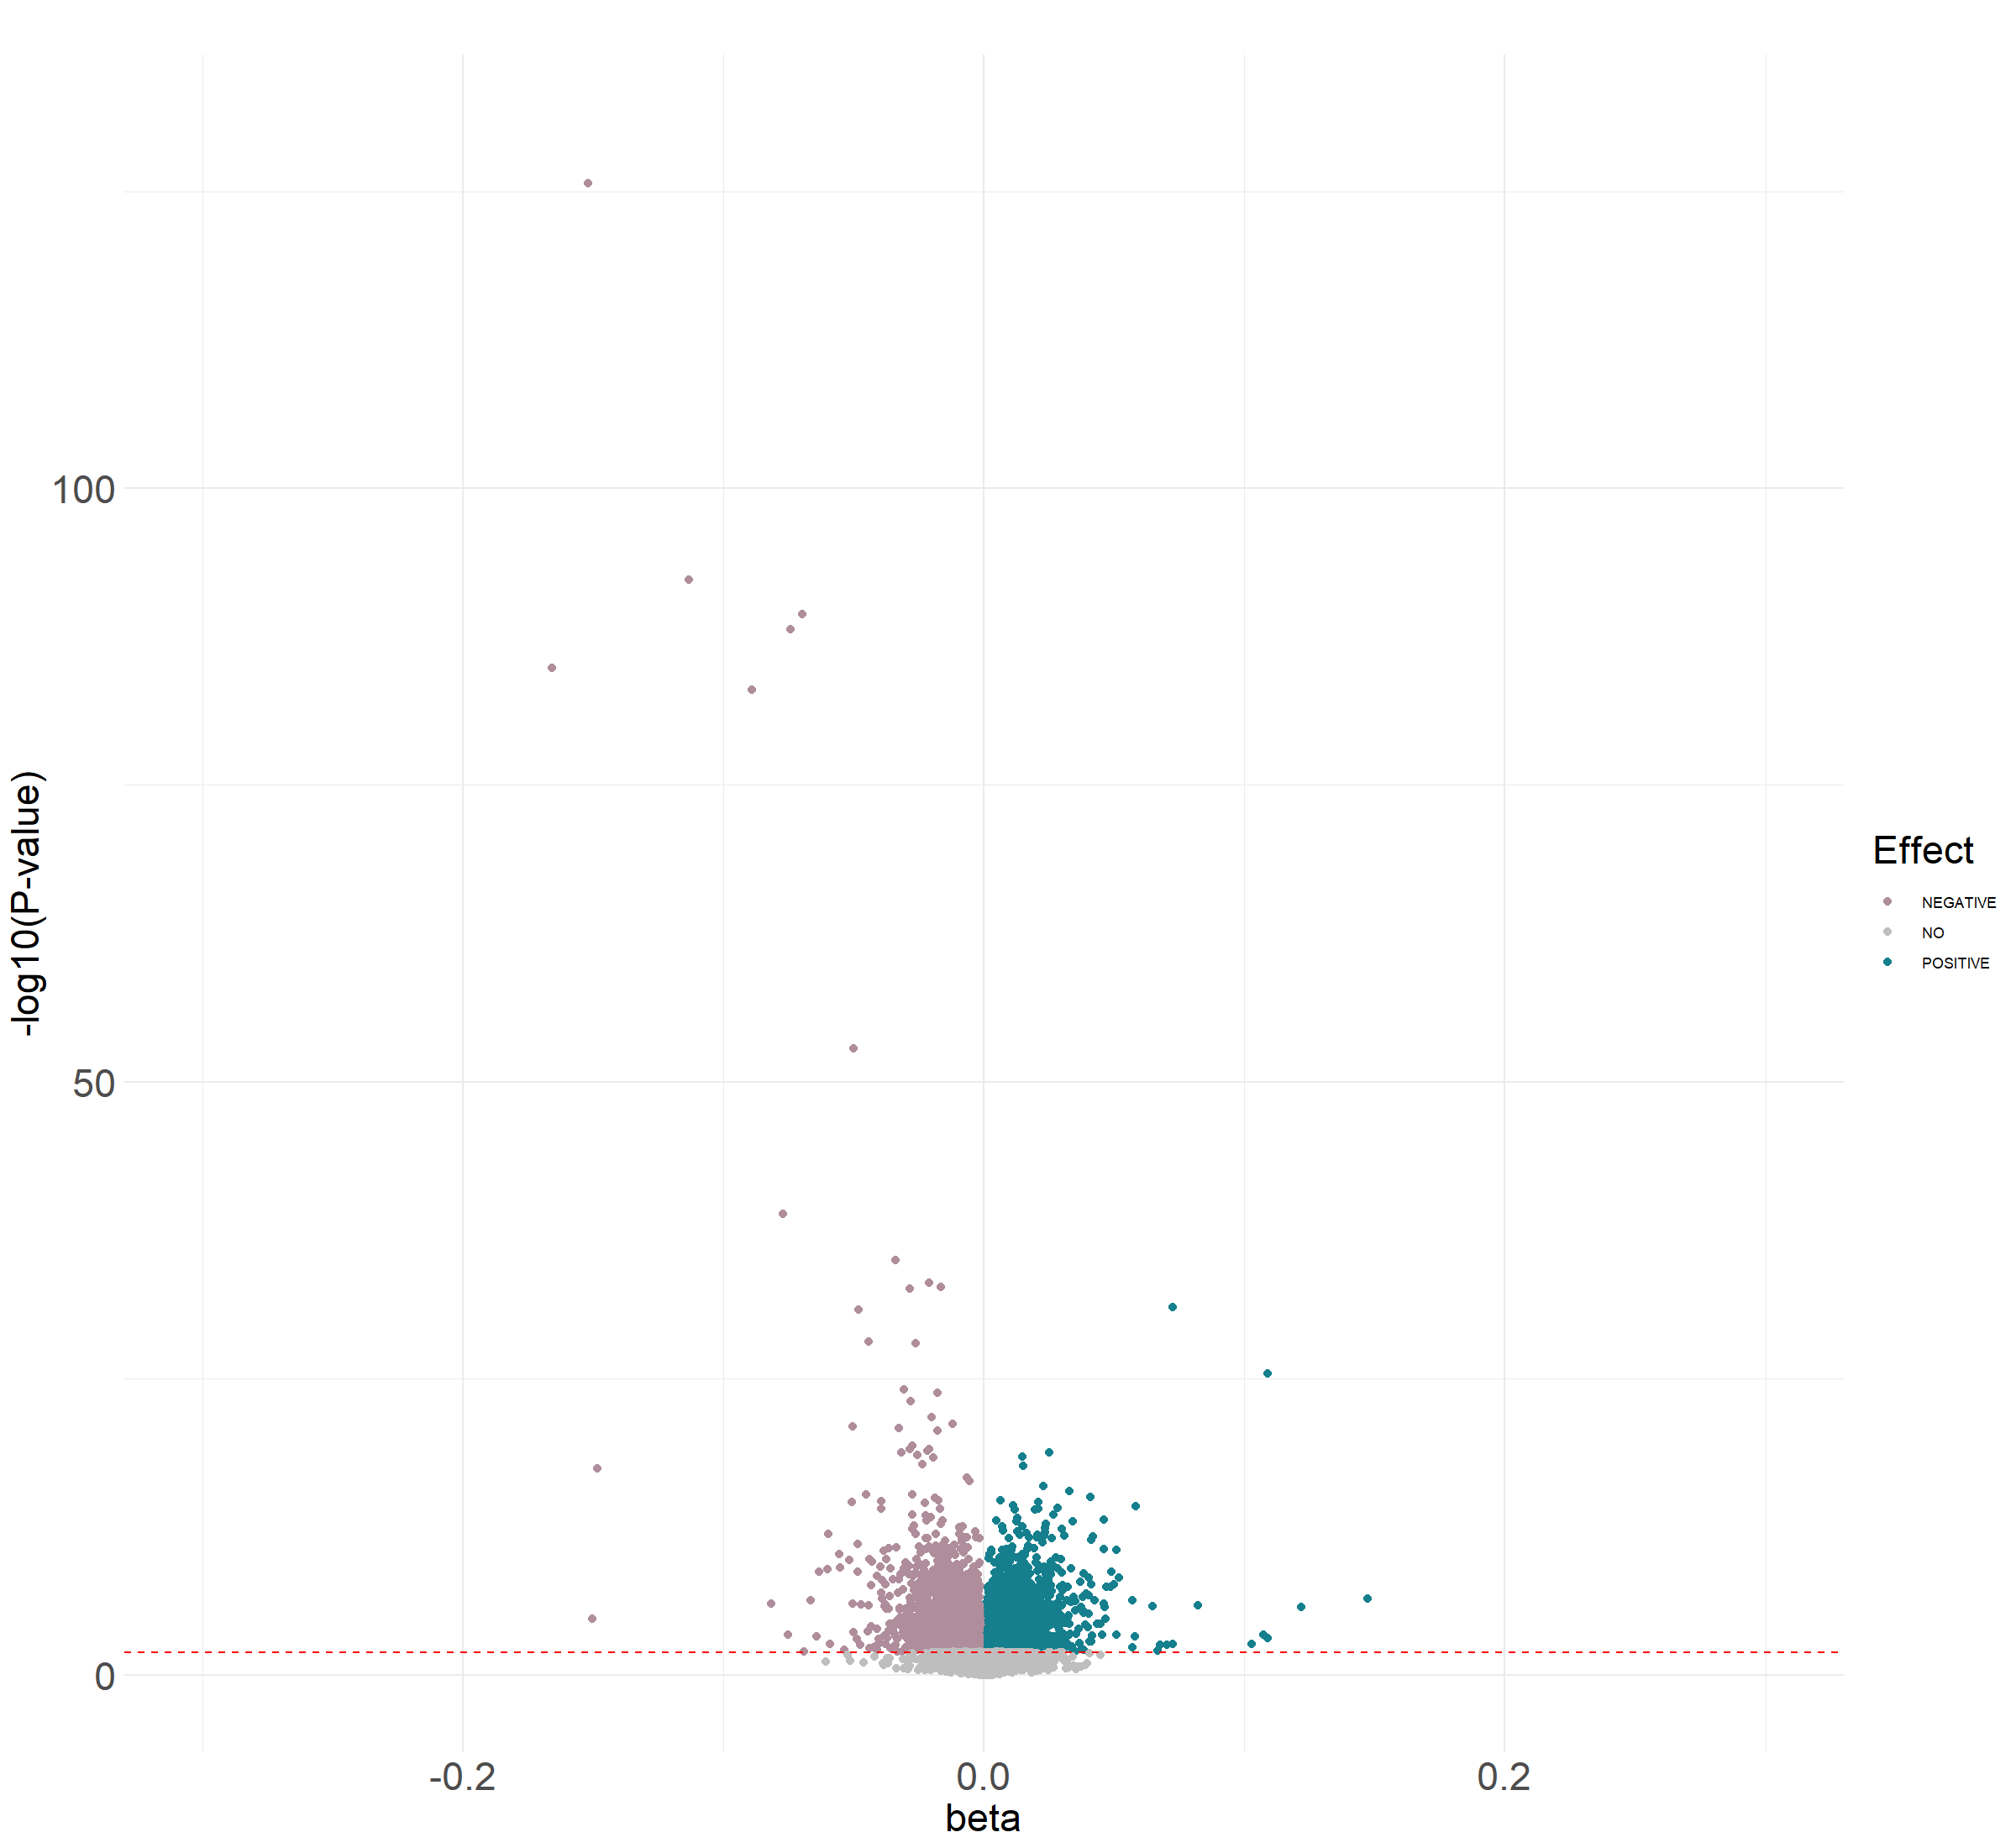 100
50
0
-log10(P-value)
-0.2
0.0
0.2
beta
Effect
NEGATIVE
NO
POSITIVE